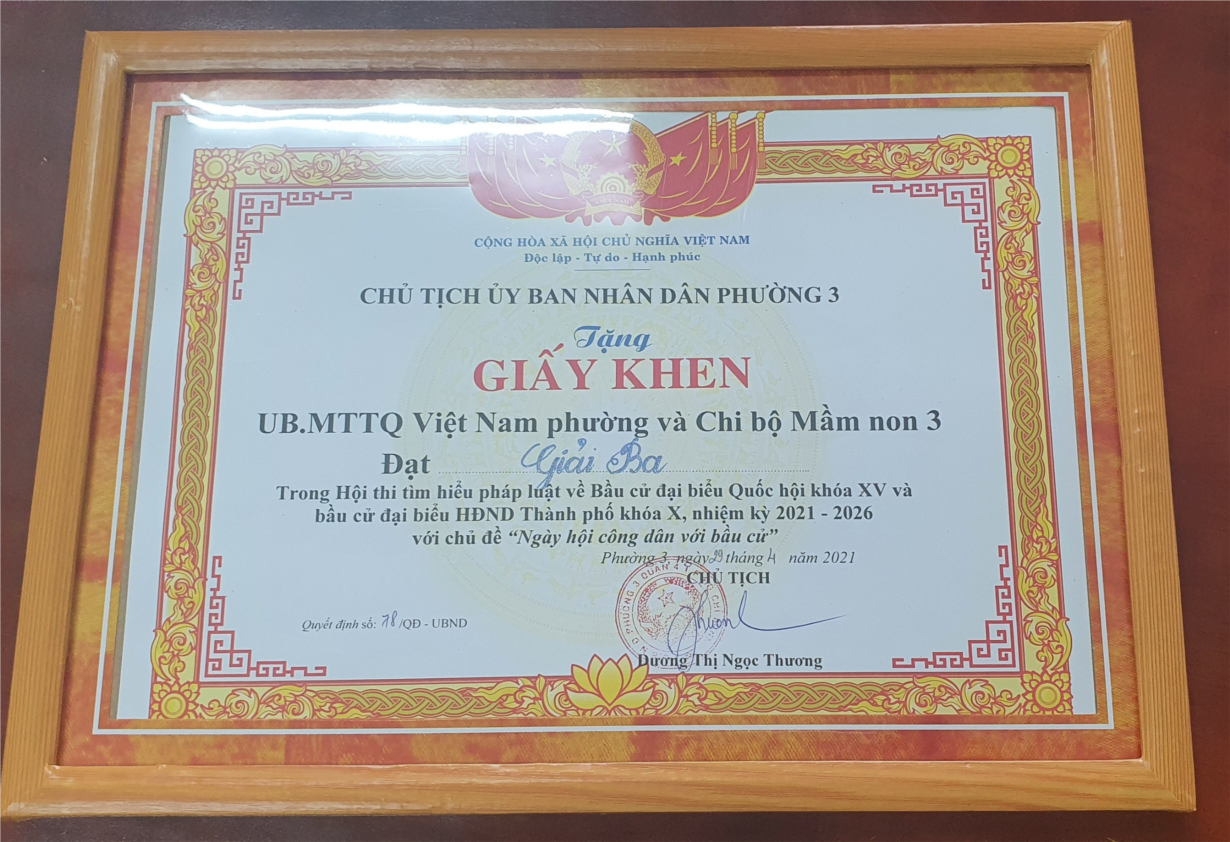 CỘNG HÒA XÃ HỘI CHỦ NGHĨA VIỆT NAM
Độc lập - Tự do - Hạnh phúc
CHỦ TỊCH ỦY BAN NHÂN DÂN PHƯỜNG 3
Tặng
GIẤY KHEN
UB.MTTQ Việt Nam phường và Chi bộ Mầm non 3
Đạt Giải Ba
Trong Hội thi tìm hiểu pháp luật về Bầu cử đại biểu Quốc hội khóa XV và
bầu cử đại biểu HĐND Thành phố khóa X, nhiệm kỳ 2021 - 2026
với chủ đề “Ngày hội công dân với bầu cử”
Phường 3, ngày 29 tháng 4 năm 2021
CHỦ TỊCH
PHƯỜNG 3 QUẬN 4
Quyết định số: 78/QĐ - UBND
Dương Thị Ngọc Thương